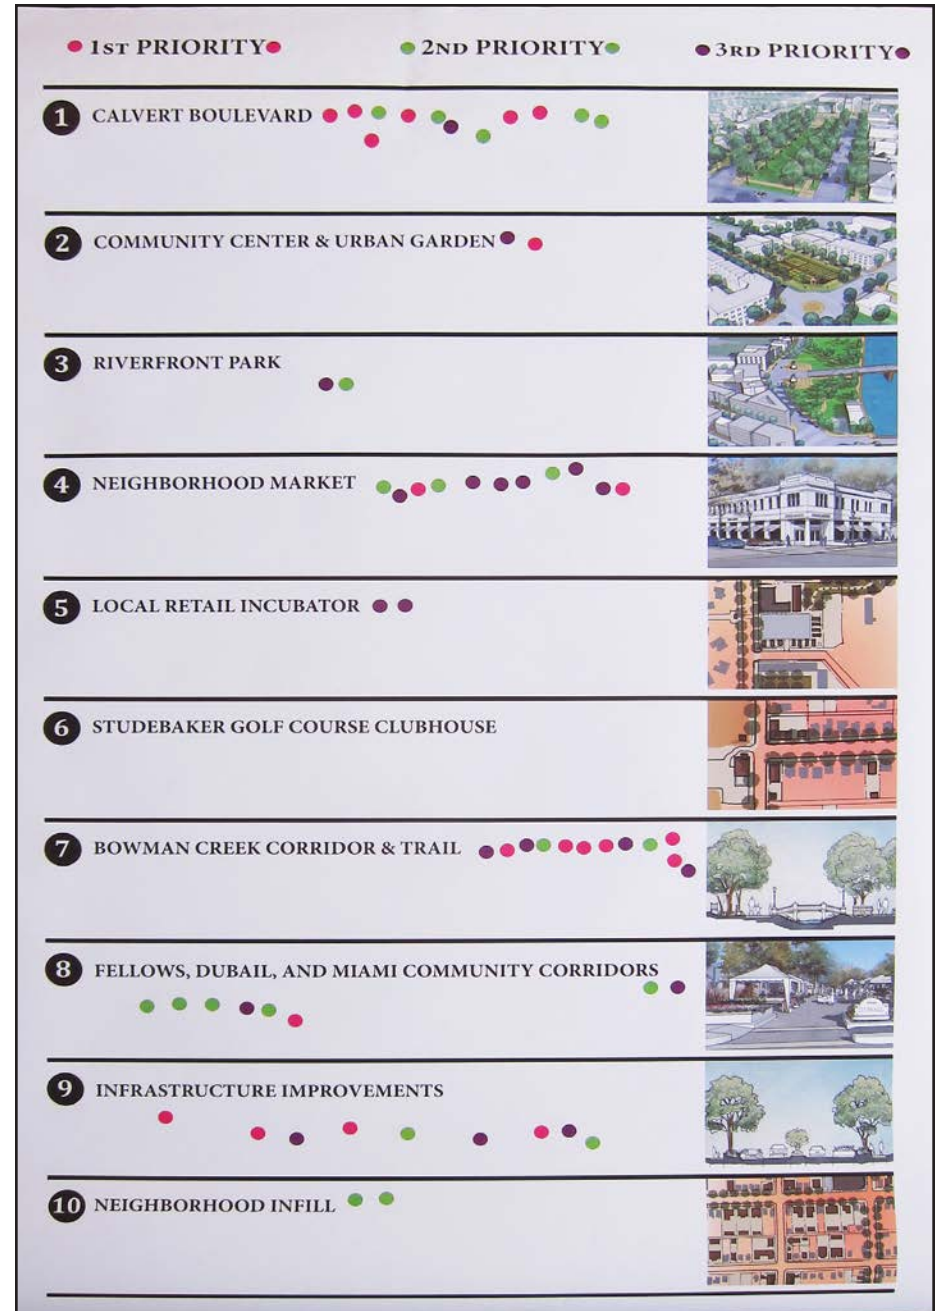 1ST PRIORITY
2ND PRIORITY
3RD PRIORITY
1 CALVERT BOULEVARD
2 COMMUNITY CENTER & URBAN GARDEN
3 RIVERFRONT PARK
4 NEIGHBORHOOD MARKET
5 LOCAL RETAIL INCUBATOR
6 STUDEBAKER GOLF COURSE CLUBHOUSE
7 BOWMAN CREEK CORRIDOR & TRAIL
8 FELLOWS, DUBAIL, AND MIAMI COMMUNITY CORRIDORS
9 INFRASTRUCTURE IMPROVEMENTS
10 NEIGHBORHOOD INFILL